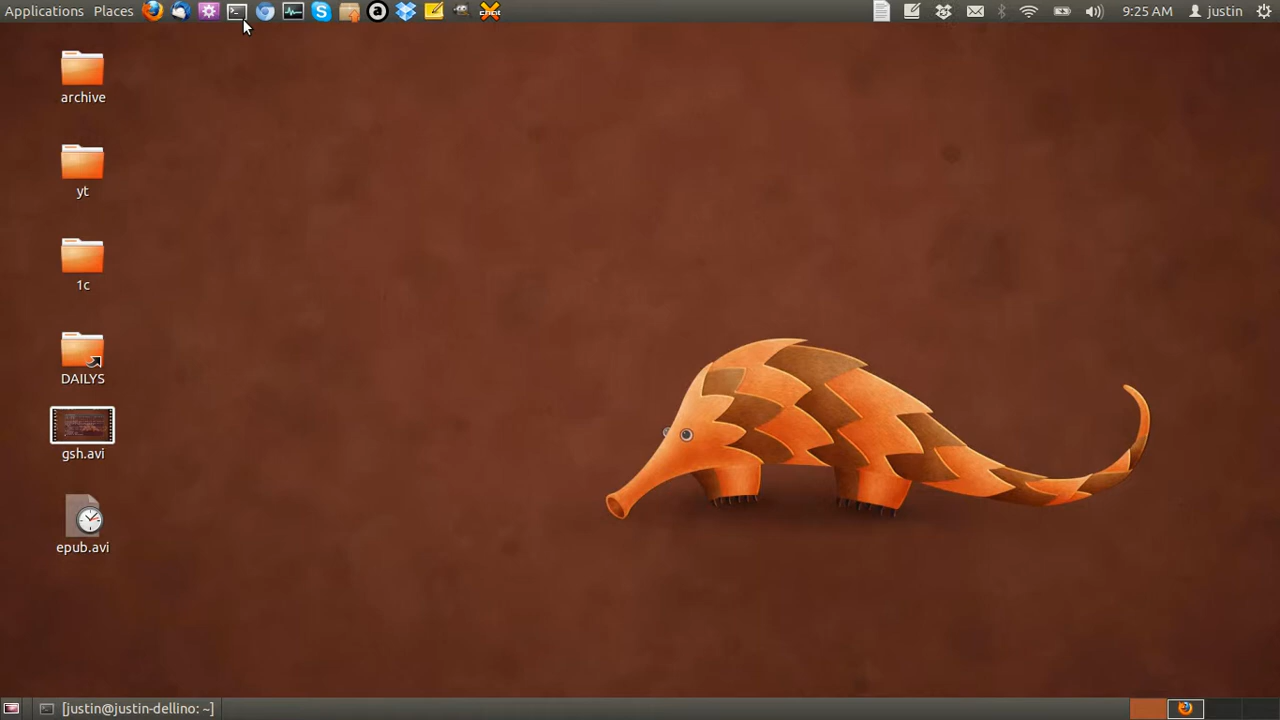 Applications Places
9:25 AM justin
archive
yt
1c
DAILYS
gsh.avi
epub.avi
[justin@justin-dellino: ~]